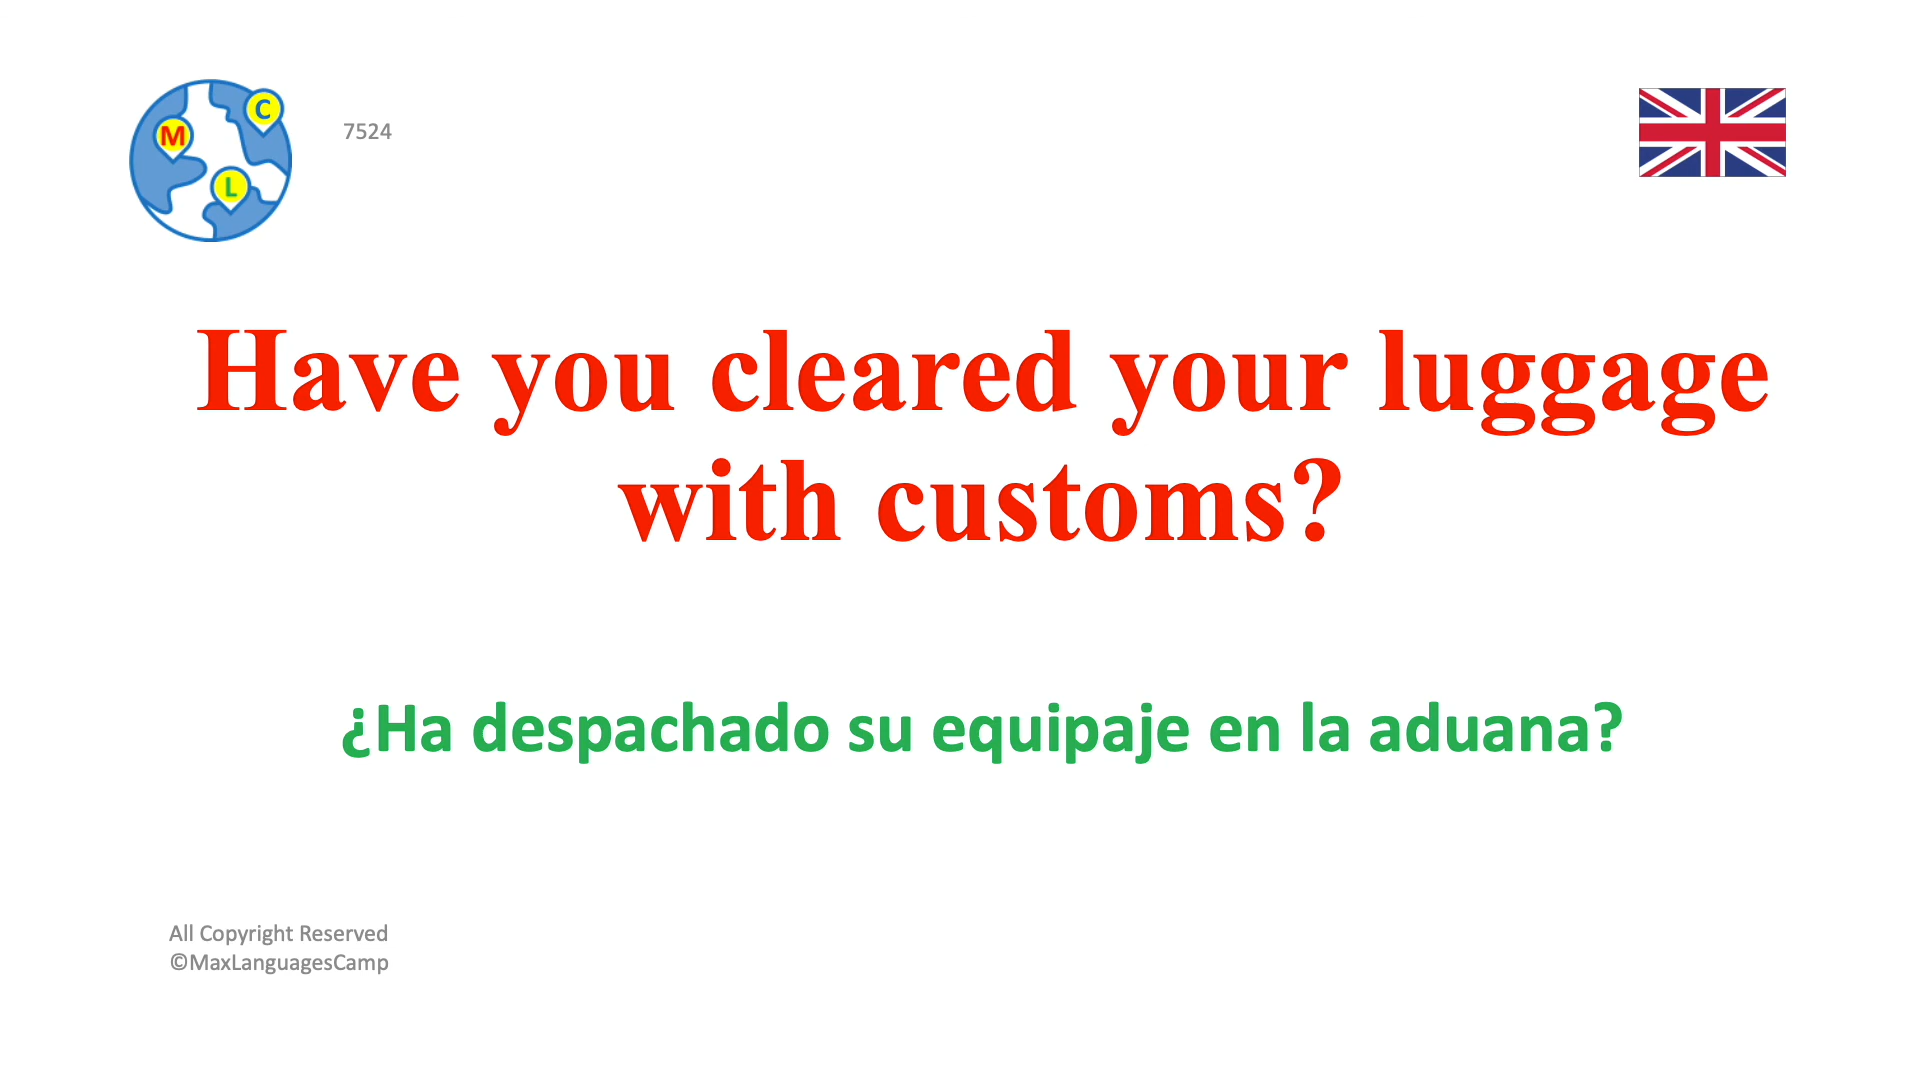 C
M
L
7524
Have you cleared your luggage
with customs?
¿Ha despachado su equipaje en la aduana?
All Copyright Reserved
©MaxLanguagesCamp